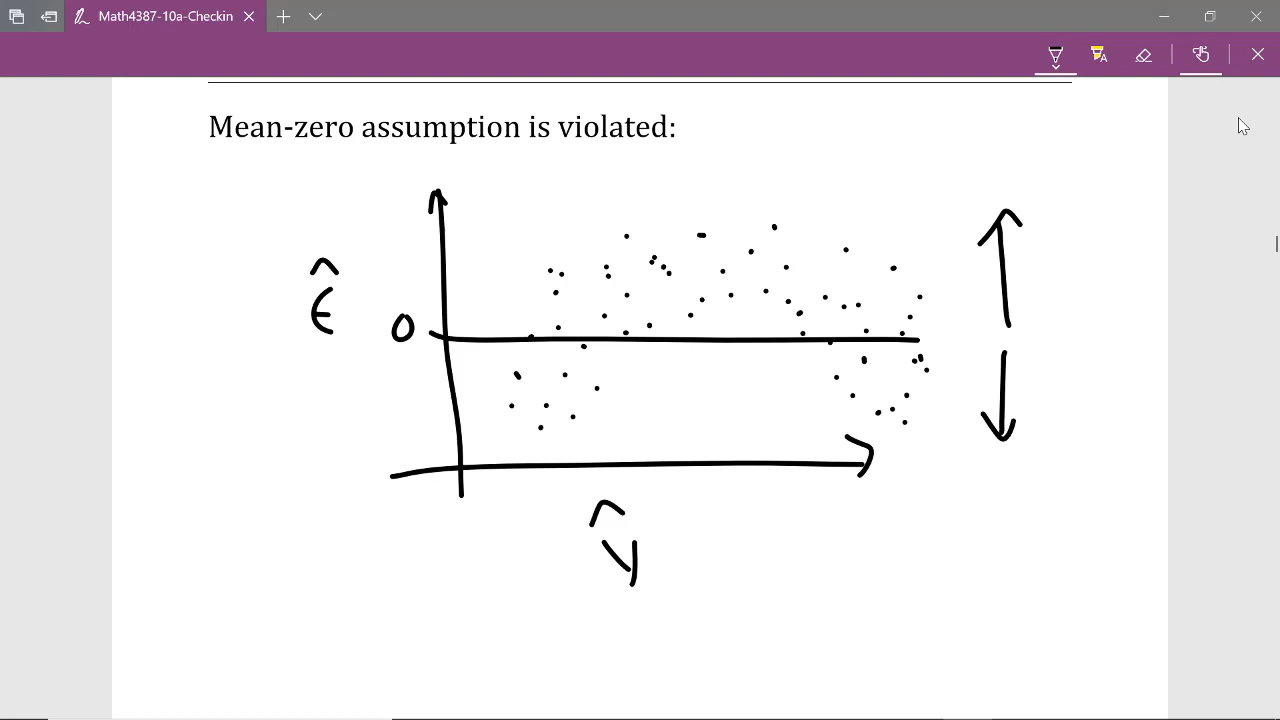 Math4387-10a-Checkin
Mean-zero assumption is violated:
ε̂
0
ŷ